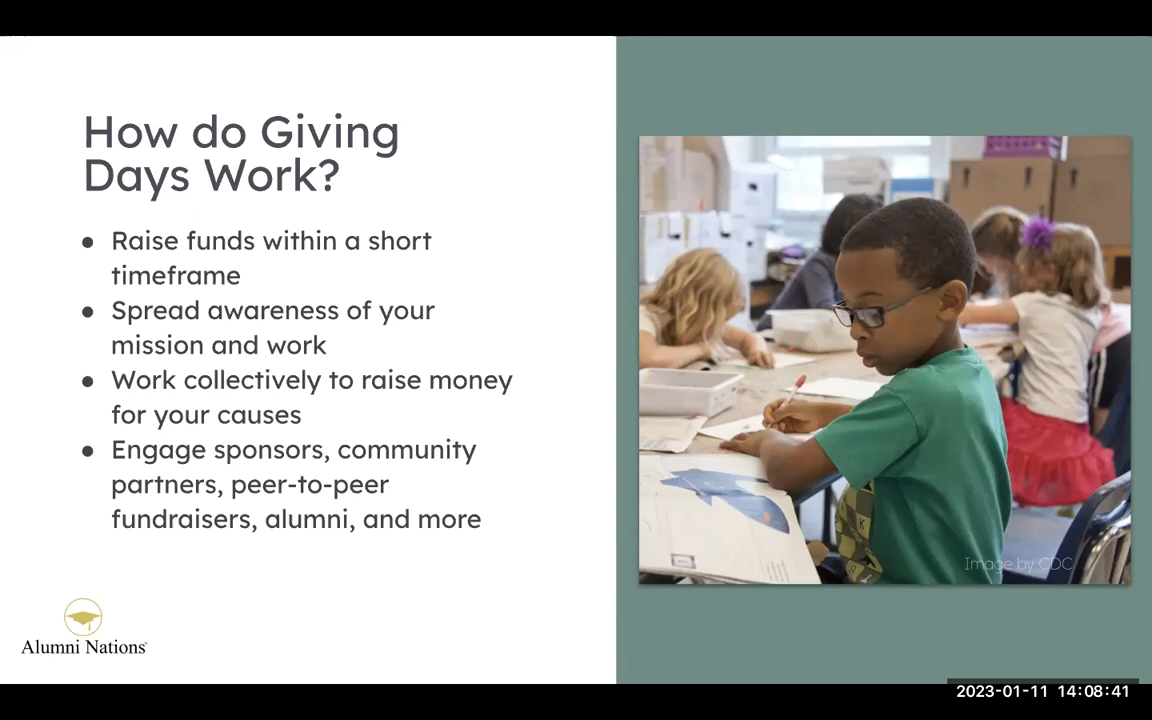 How do Giving
Days Work?
● Raise funds within a short
timeframe
● Spread awareness of your
mission and work
● Work collectively to raise money
for your causes
● Engage sponsors, community
partners, peer-to-peer
fundraisers, alumni, and more
Image by CDC
Alumni Nations
2023-01-11 14:08:41